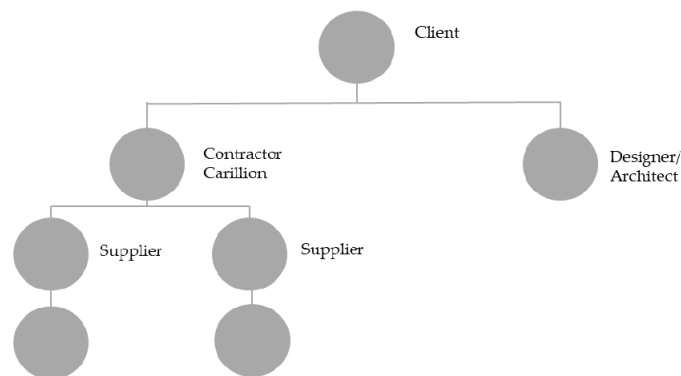 Client
Contractor
Carillion
Designer/
Architect
Supplier
Supplier